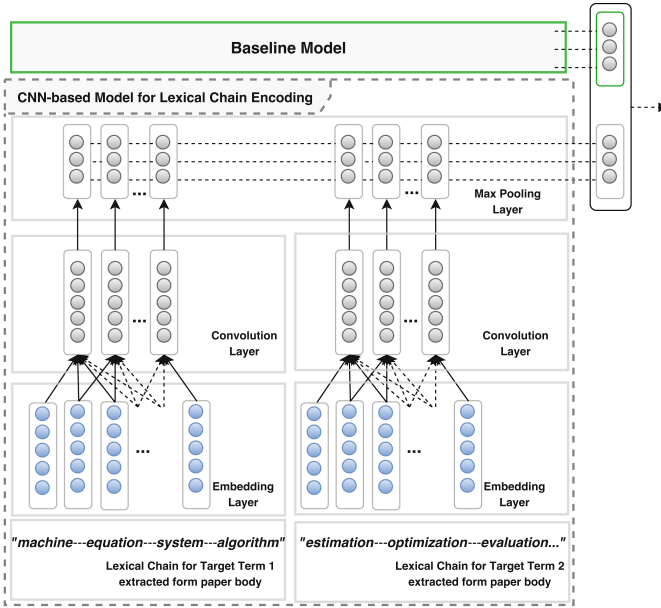 Baseline Model
CNN-based Model for Lexical Chain Encoding
...
...
Max Pooling
Layer
...
Convolution
Layer
...
Convolution
Layer
...
Embedding
Layer
...
Embedding
Layer
"machine---equation---system---algorithm"
Lexical Chain for Target Term 1
extracted form paper body
"estimation---optimization---evaluation..."
Lexical Chain for Target Term 2
extracted form paper body